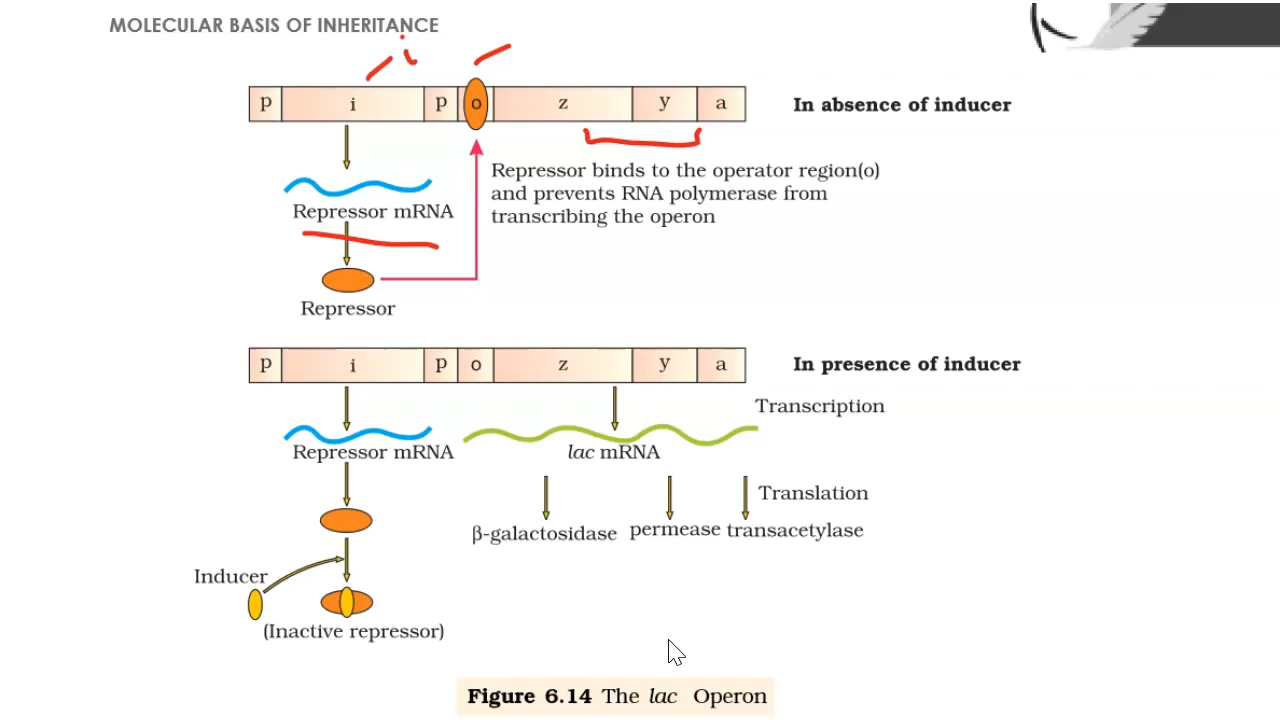 MOLECULAR BASIS OF INHERITANCE
i
p i p o z y a
In absence of inducer
Repressor binds to the operator region(o)
and prevents RNA polymerase from
transcribing the operon
Repressor mRNA
Repressor
p i p o z y a
In presence of inducer
Transcription
Repressor mRNA
lac mRNA
Translation
β-galactosidase permease transacetylase
Inducer
(Inactive repressor)
Figure 6.14 The lac Operon